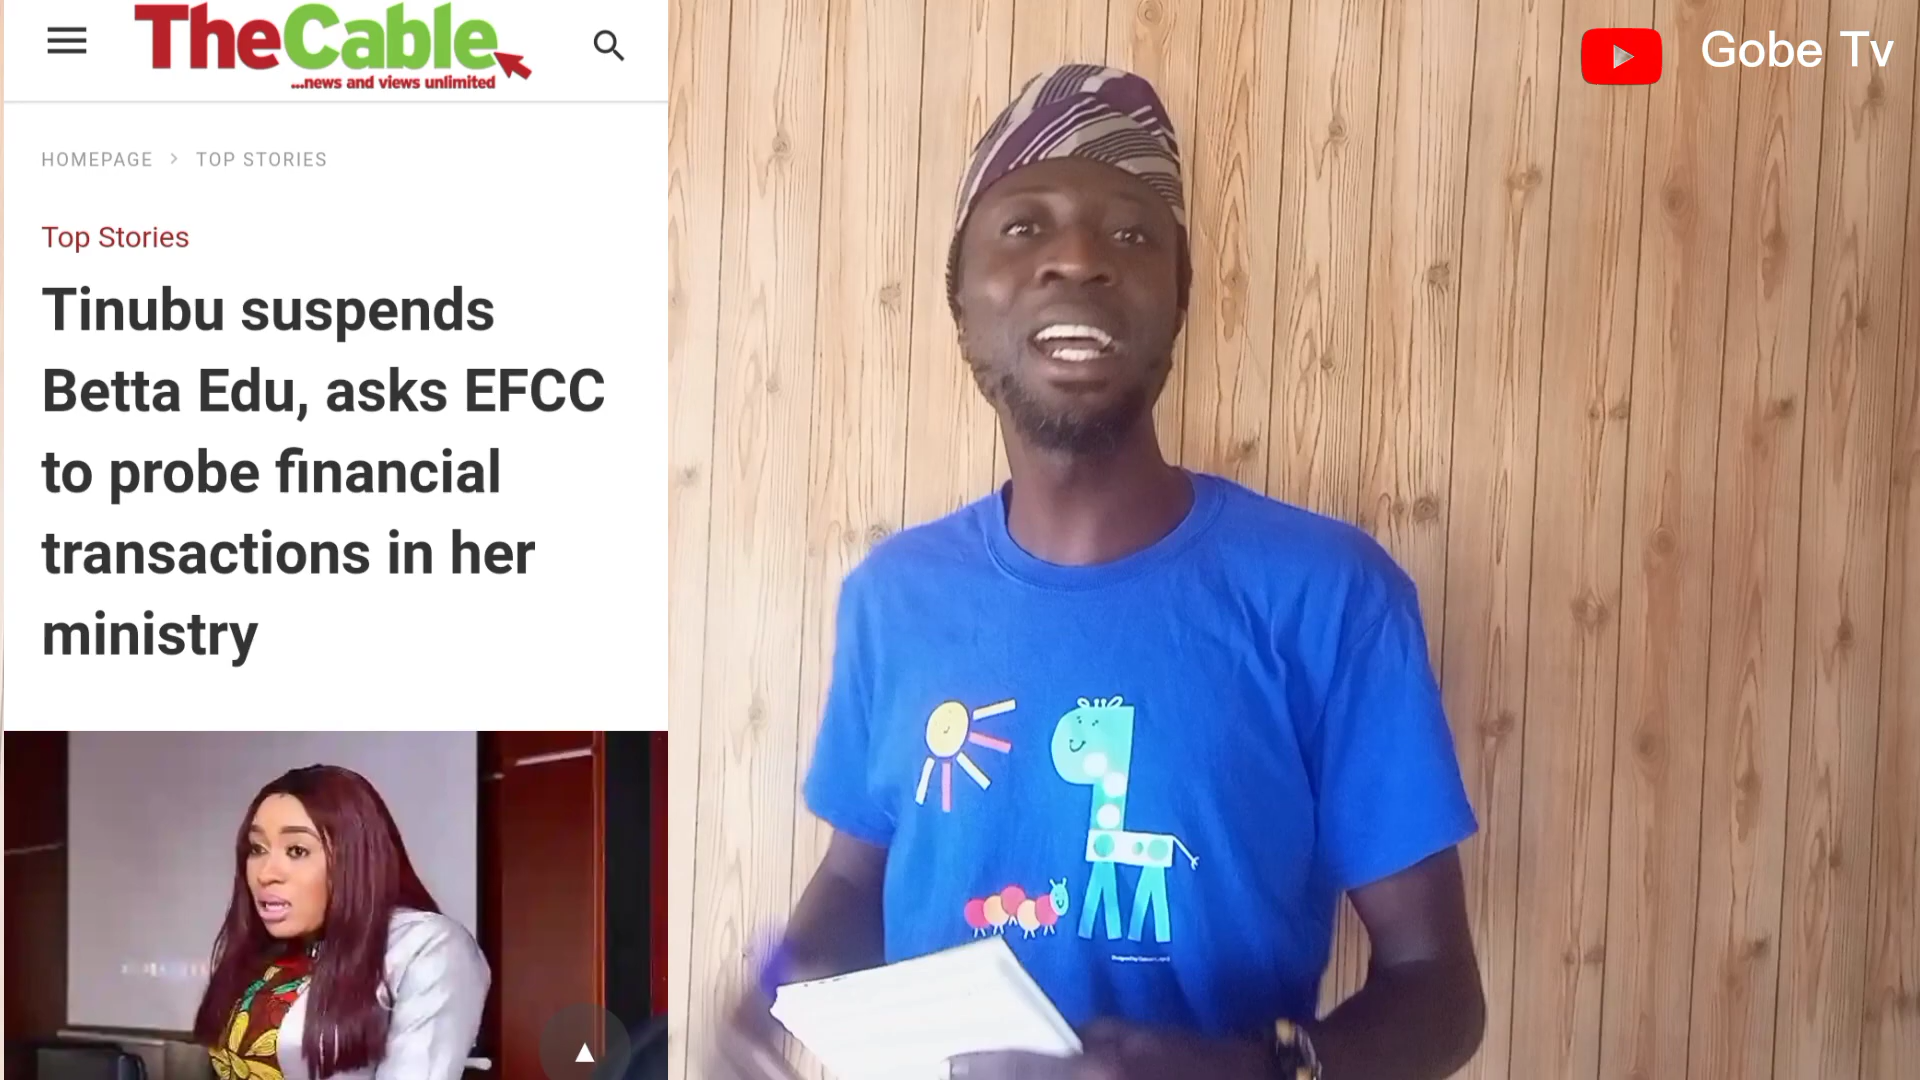 TheCable
...news and views unlimited
HOMEPAGE > TOP STORIES
Top Stories
Tinubu suspends
Betta Edu, asks EFCC
to probe financial
transactions in her
ministry
Gobe Tv